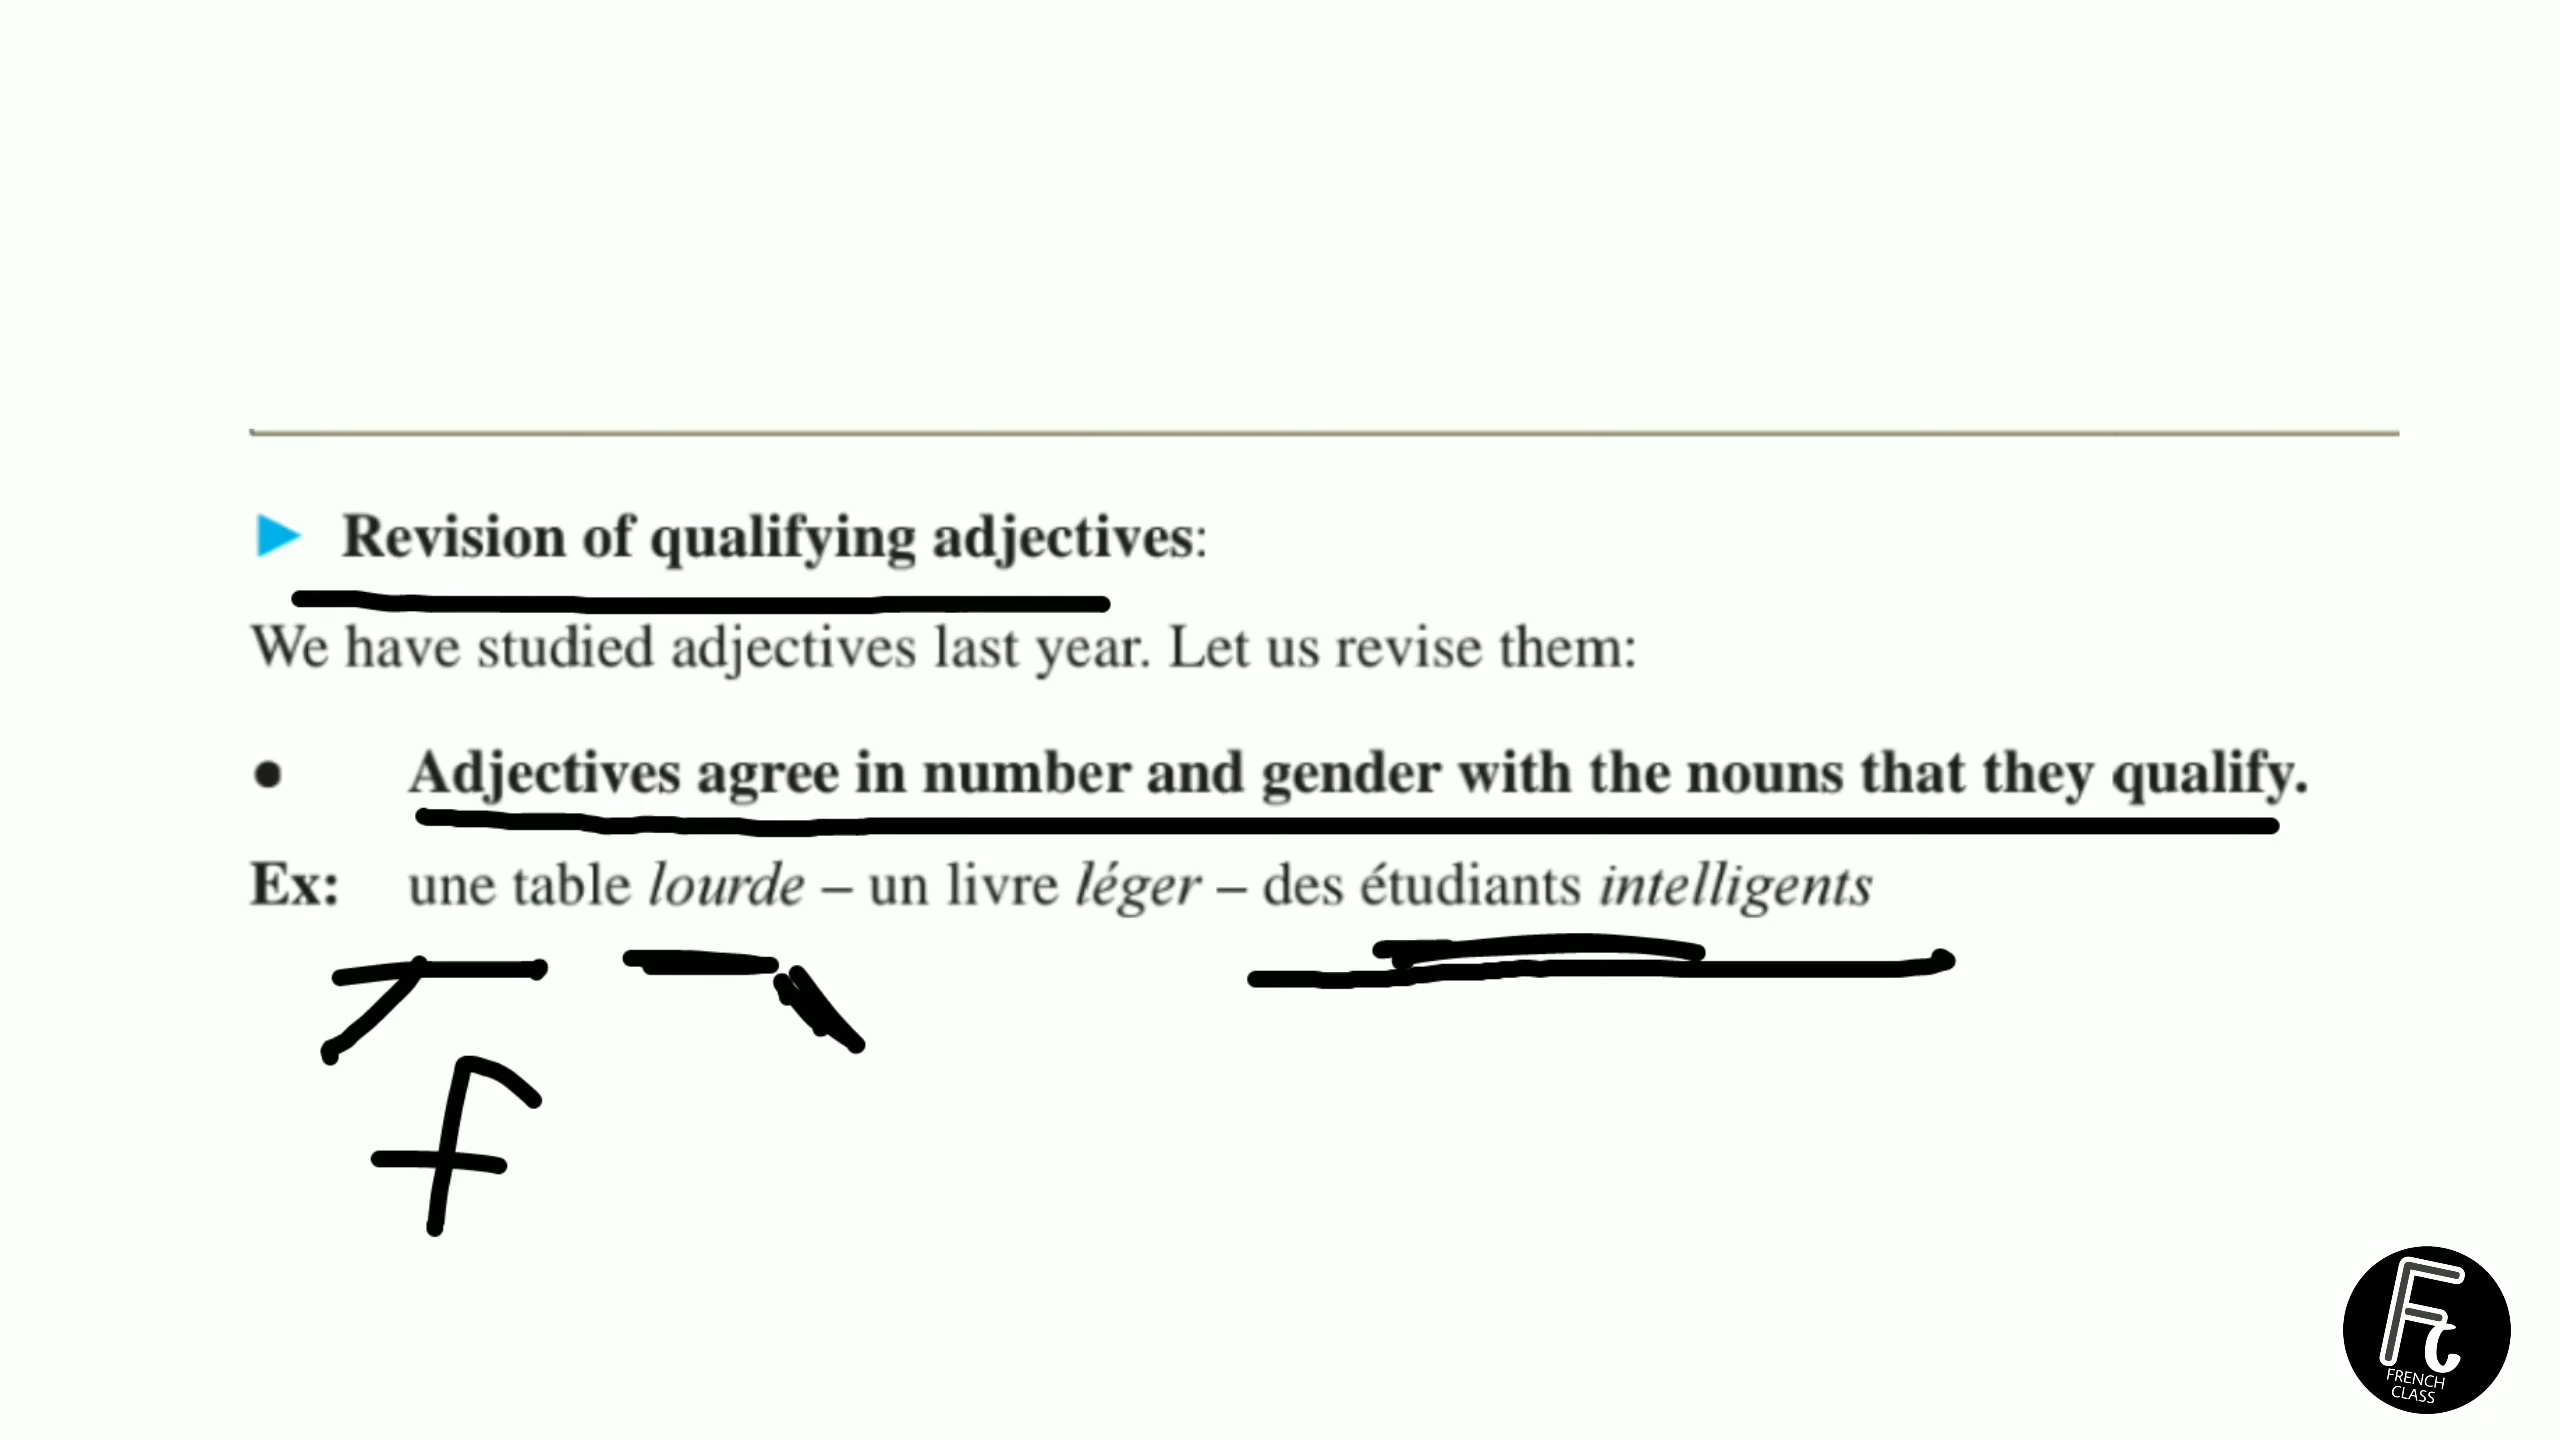 Revision of qualifying adjectives:
We have studied adjectives last year. Let us revise them:
● Adjectives agree in number and gender with the nouns that they qualify.
Ex: une table lourde – un livre léger – des étudiants intelligents
f
Fc
FRENCH
CLASS